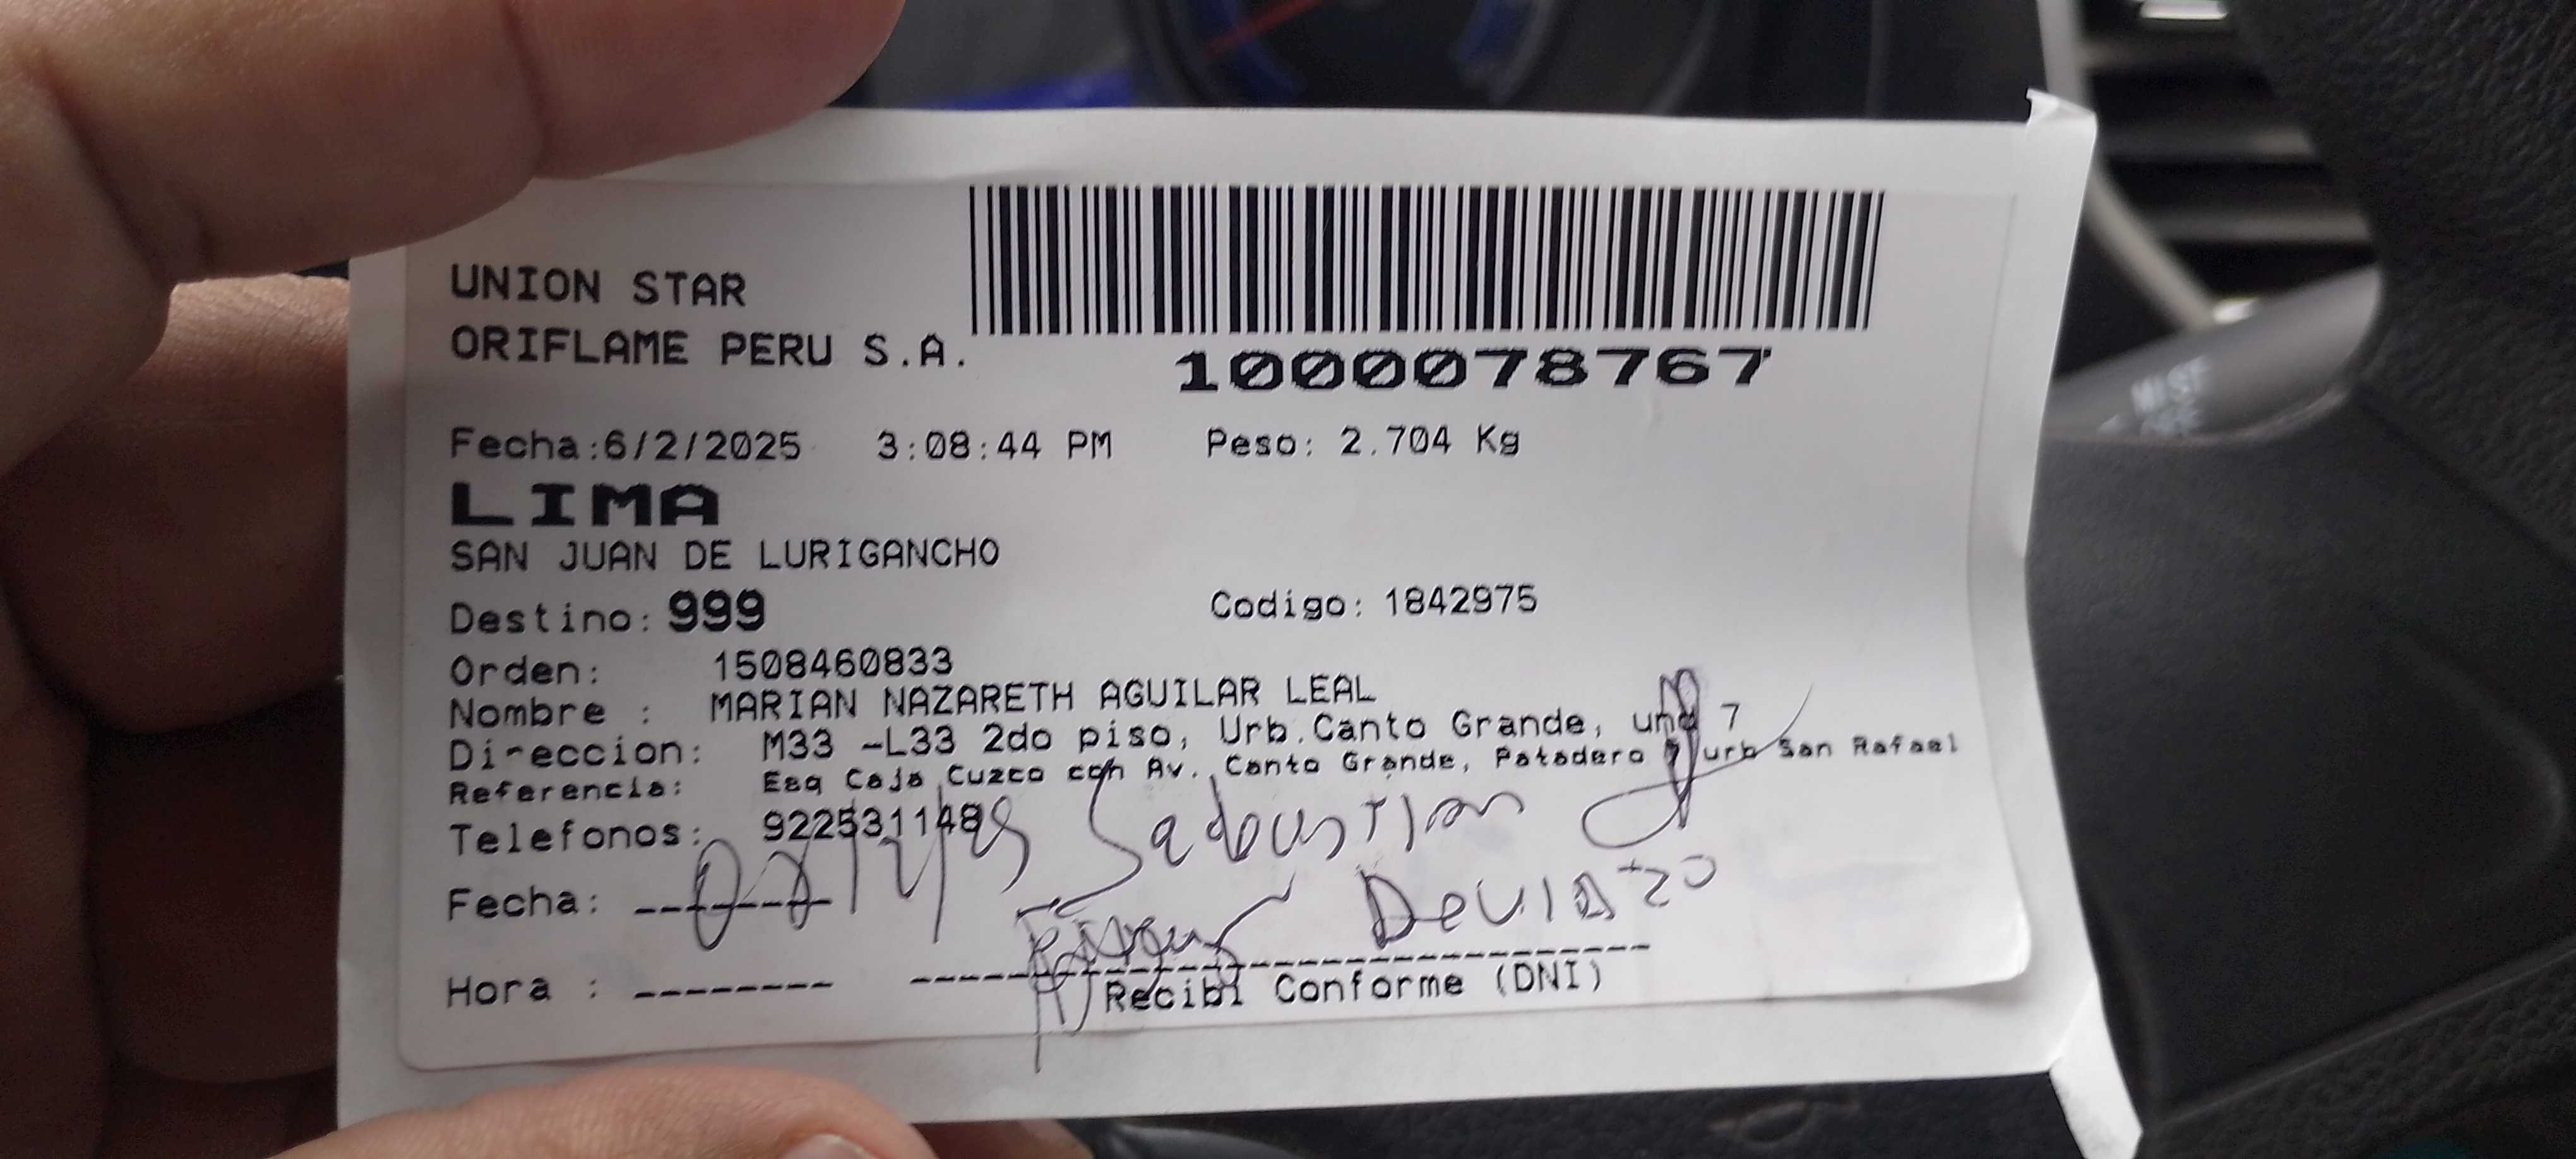 UNION STAR
ORIFLAME PERU S.A.
1000078767
Fecha:6/2/2025 3:08:44 PM Peso: 2.704 Kg
LIMA
SAN JUAN DE LURIGANCHO
Destino: 999 Codigo: 1842975
Orden: 1508460833
Nombre : MARIAN NAZARETH AGUILAR LEAL
Direccion: M33 -L33 2do piso, Urb.Canto Grande, und 7
Referencia: Esq Caja Cuzco con Av. Canto Grande, Patadero urb San Rafael
Telefonos: 922531148
Fecha: --------
Hora : --------
Recibi Conforme (DNI)
MIST